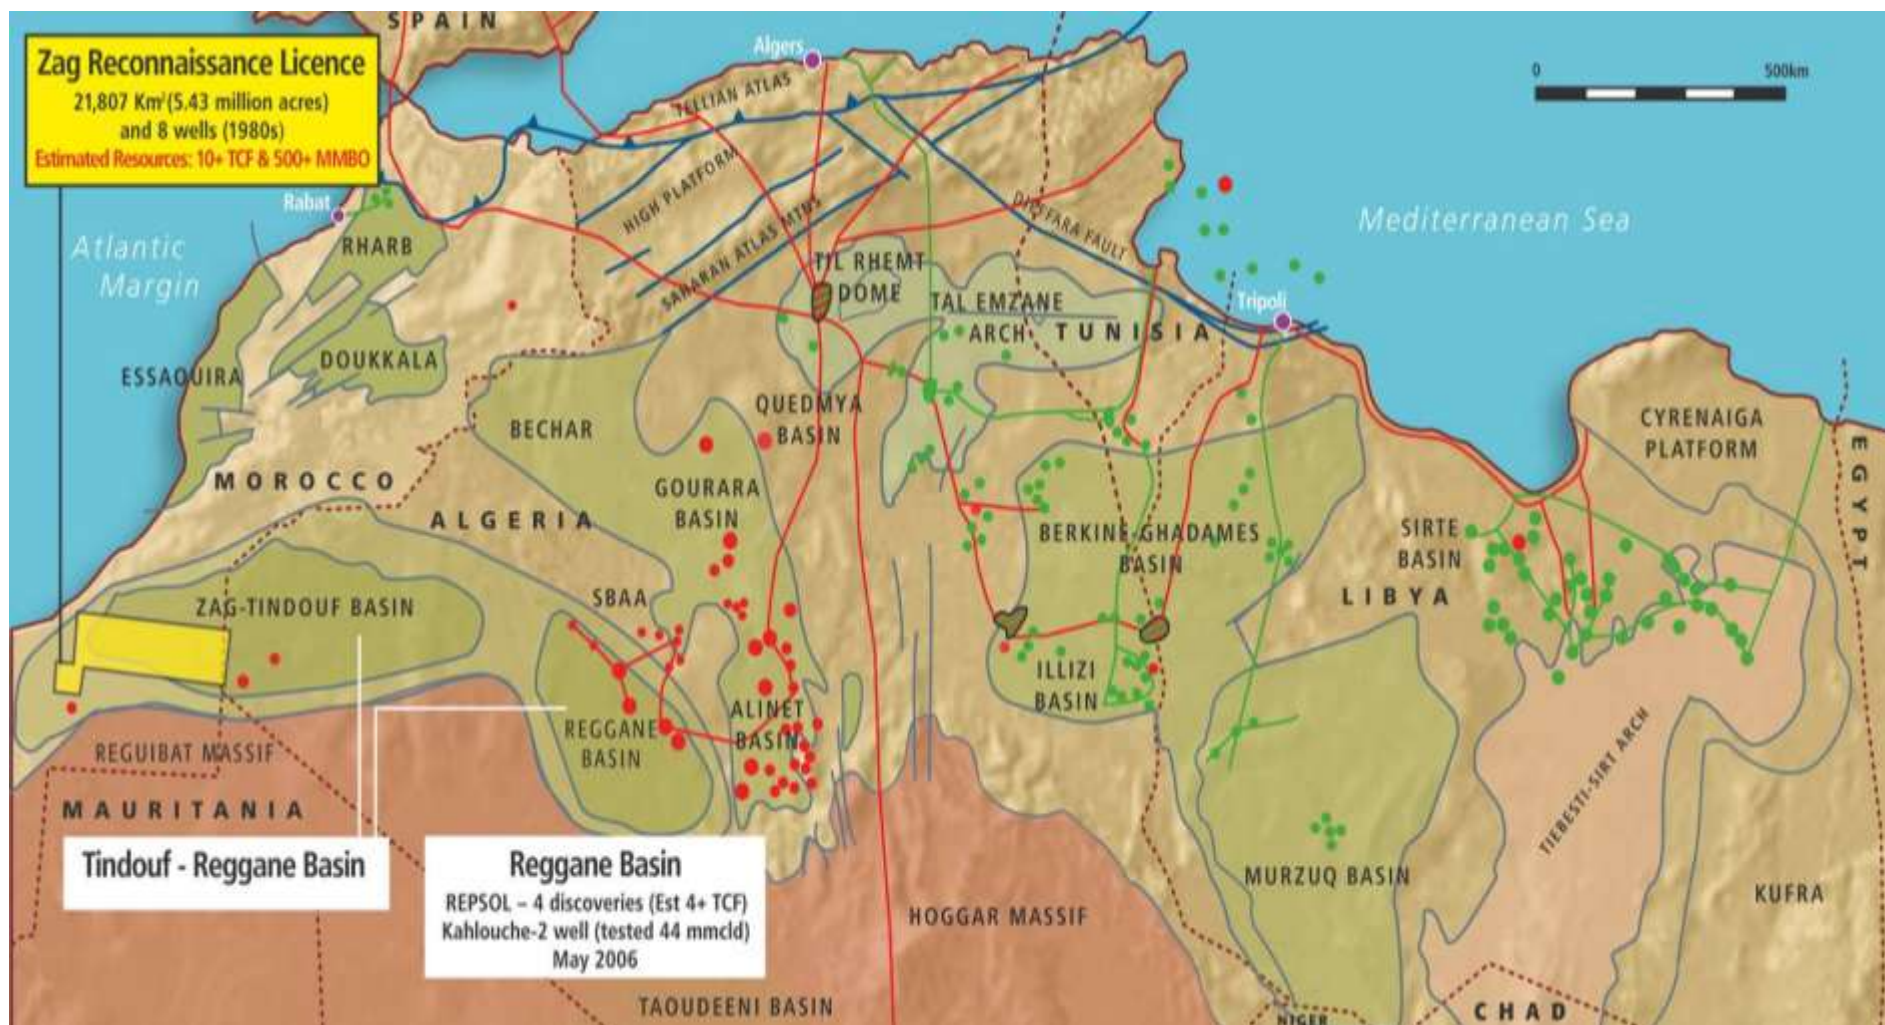 SPAIN
Zag Reconnaissance Licence
21,807 Km² (5.43 million acres)
and 8 wells (1980s)
Estimated Resources: 10+ TCF & 500+ MMBO
Algers
TELLIAN ATLAS
0 500km
Rabat
Atlantic
Margin
RHARB
HIGH PLATFORM
SAHARAN ATLAS MTNS
DJEFFARA FAULT
Mediterranean Sea
TIL RHEMT
DOME
TAL EMZANE
ARCH
TUNISIA
Tripoli
ESSAOUIRA
DOUKKALA
BECHAR
QUEDMYA
BASIN
CYRENAIGA
PLATFORM
EGYPT
MOROCCO
ALGERIA
GOURARA
BASIN
BERKINE-GHADAMES
BASIN
SIRTE
BASIN
LIBYA
ZAG-TINDOUF BASIN
SBAA
ILLIZI
BASIN
ALINET
BASIN
REGGANE
BASIN
REGUIBAT MASSIF
MAURITANIA
TIEBESTI-SIRT ARCH
Tindouf - Reggane Basin
Reggane Basin
REPSOL – 4 discoveries (Est 4+ TCF)
Kahlouche-2 well (tested 44 mmcld)
May 2006
MURZUQ BASIN
KUFRA
HOGGAR MASSIF
TAOUDEENI BASIN
NIGER
CHAD